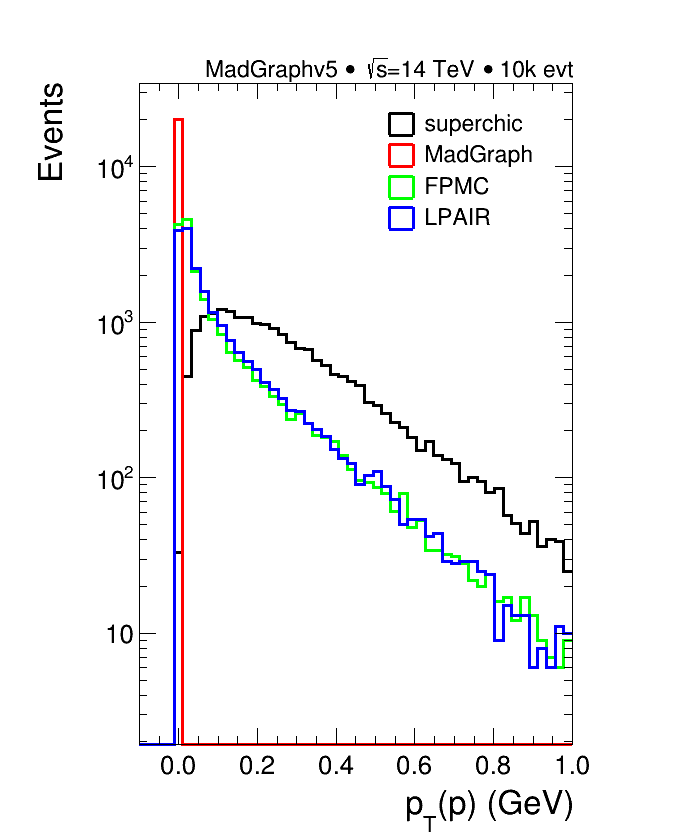 MadGraphv5 • √s=14 TeV • 10k evt
Events
superchic
MadGraph
FPMC
LPAIR
10⁴
10³
10²
10
0.0 0.2 0.4 0.6 0.8 1.0
p_T(p) (GeV)